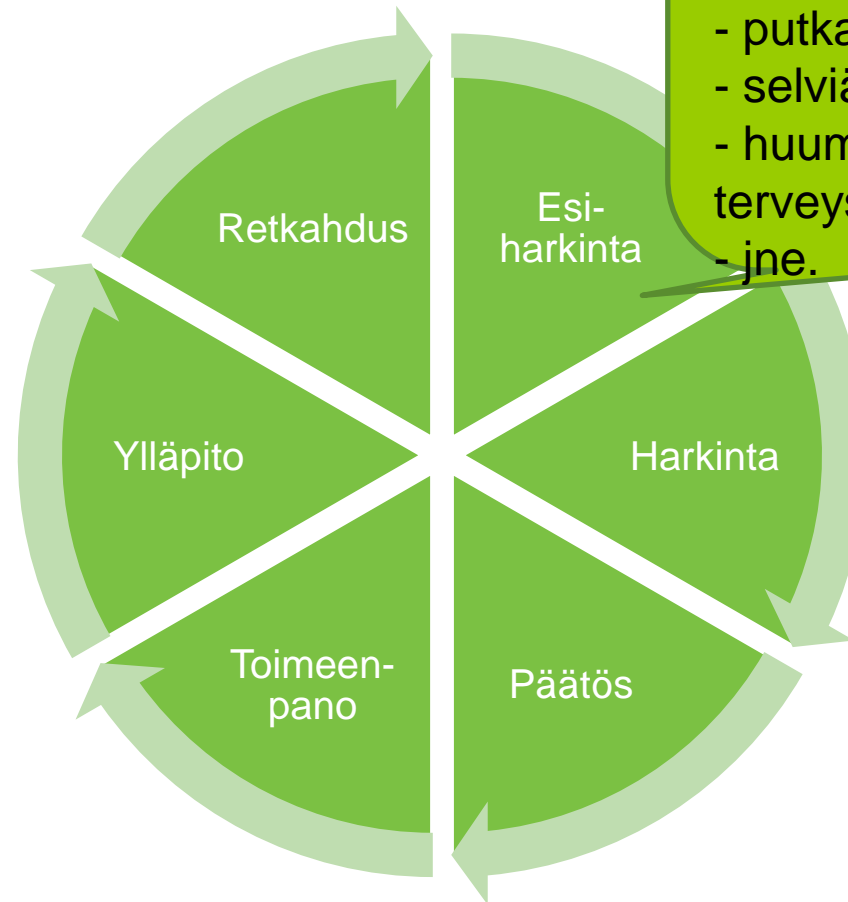 - putka
- selviä
- huum
terveys
- jne.
Esi-
harkinta
Harkinta
Päätös
Toimeen-
pano
Ylläpito
Retkahdus